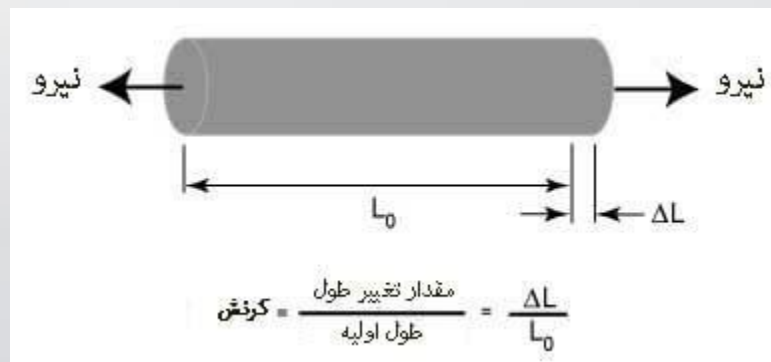 نیرو نیرو
L₀
ΔL
کرنش = مقدار تغییر طول / طول اولیه = ΔL / L₀